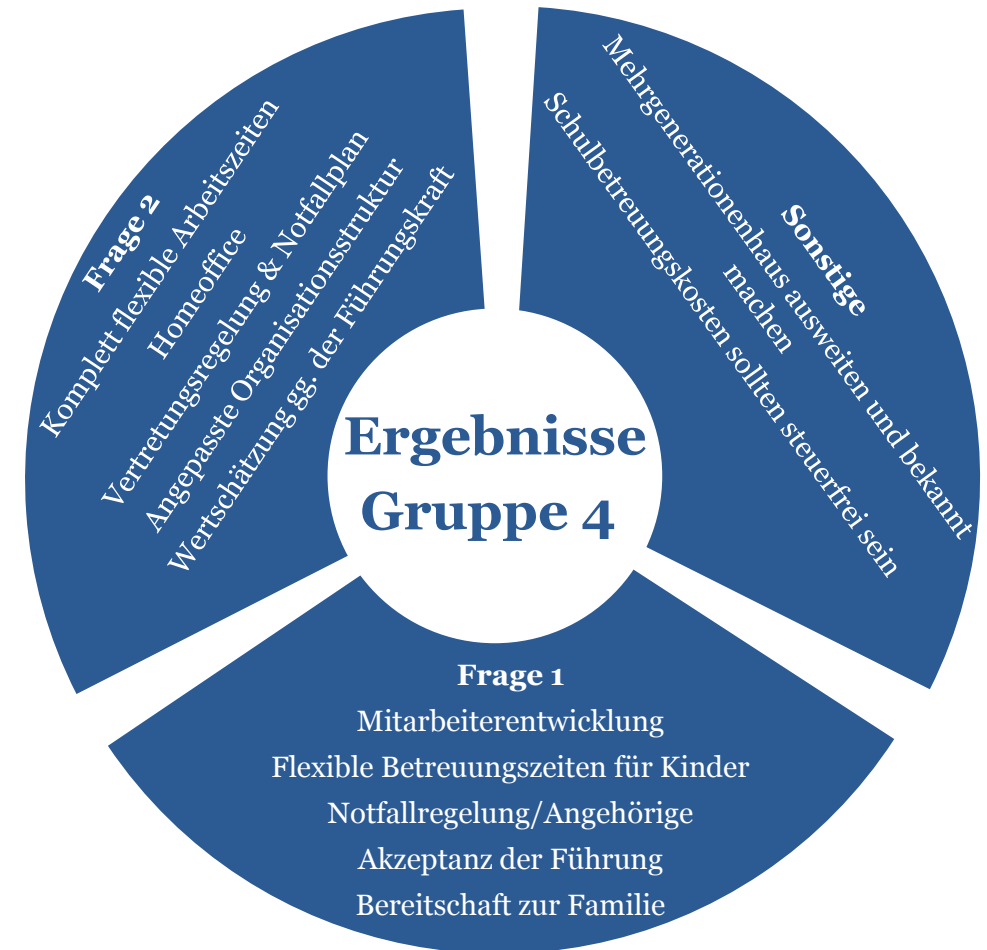 Ergebnisse
Gruppe 4
Frage 1
Mitarbeiterentwicklung
Flexible Betreuungszeiten für Kinder
Notfallregelung/Angehörige
Akzeptanz der Führung
Bereitschaft zur Familie
Frage 2
Komplett flexible Arbeitszeiten
Homeoffice
Vertretungsregelung & Notfallplan
Angepasste Organisationsstruktur
Wertschätzung gg. der Führungskraft
Sonstige
Mehrgenerationenhaus ausweiten und bekannt
machen
Schulbetreuungskosten sollten steuerfrei sein